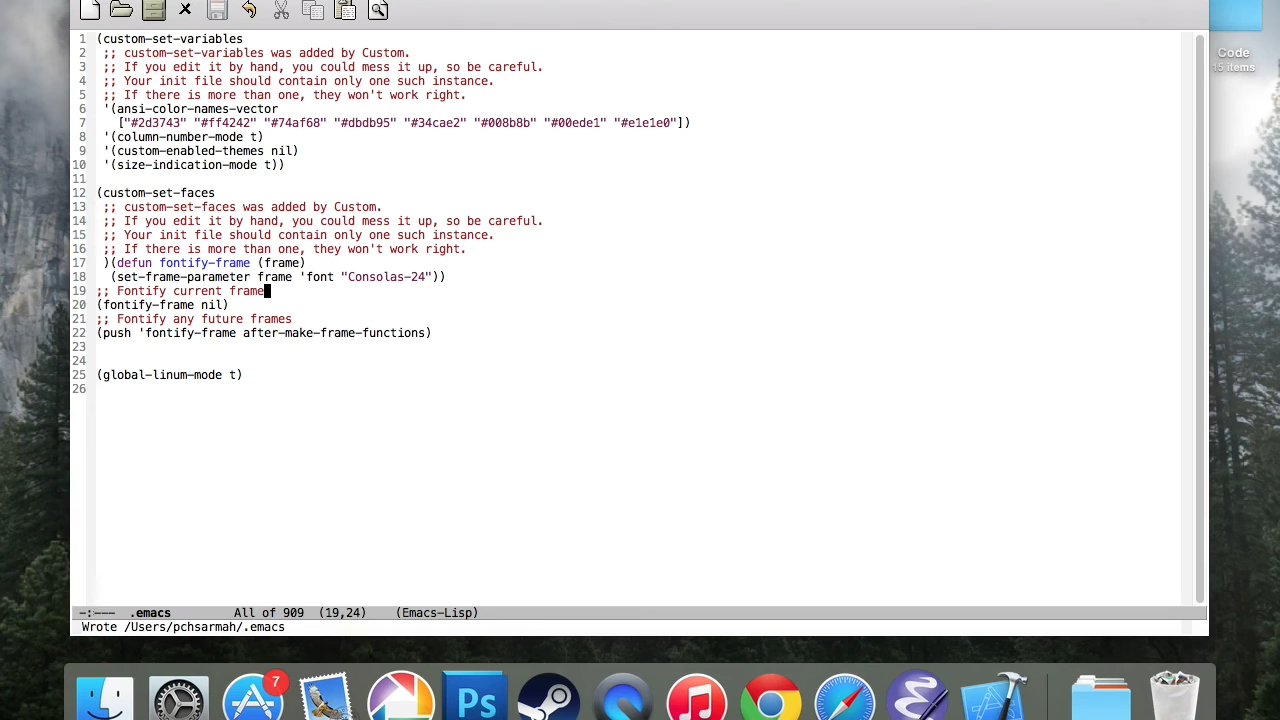 1 (custom-set-variables
2 ;; custom-set-variables was added by Custom.
3 ;; If you edit it by hand, you could mess it up, so be careful.
4 ;; Your init file should contain only one such instance.
5 ;; If there is more than one, they won't work right.
6 '(ansi-color-names-vector
7 ["#2d3743" "#ff4242" "#74af68" "#dbdb95" "#34cae2" "#008b8b" "#00ede1" "#e1e1e0"])
8 '(column-number-mode t)
9 '(custom-enabled-themes nil)
10 '(size-indication-mode t))
11
12 (custom-set-faces
13 ;; custom-set-faces was added by Custom.
14 ;; If you edit it by hand, you could mess it up, so be careful.
15 ;; Your init file should contain only one such instance.
16 ;; If there is more than one, they won't work right.
17 )(defun fontify-frame (frame)
18 (set-frame-parameter frame 'font "Consolas-24"))
19 ;; Fontify current frame
20 (fontify-frame nil)
21 ;; Fontify any future frames
22 (push 'fontify-frame after-make-frame-functions)
23
24
25 (global-linum-mode t)
26
-:--- .emacs All of 909 (19,24) (Emacs-Lisp)
Wrote /Users/pchsarmah/.emacs
Code
15 items
7
Ps